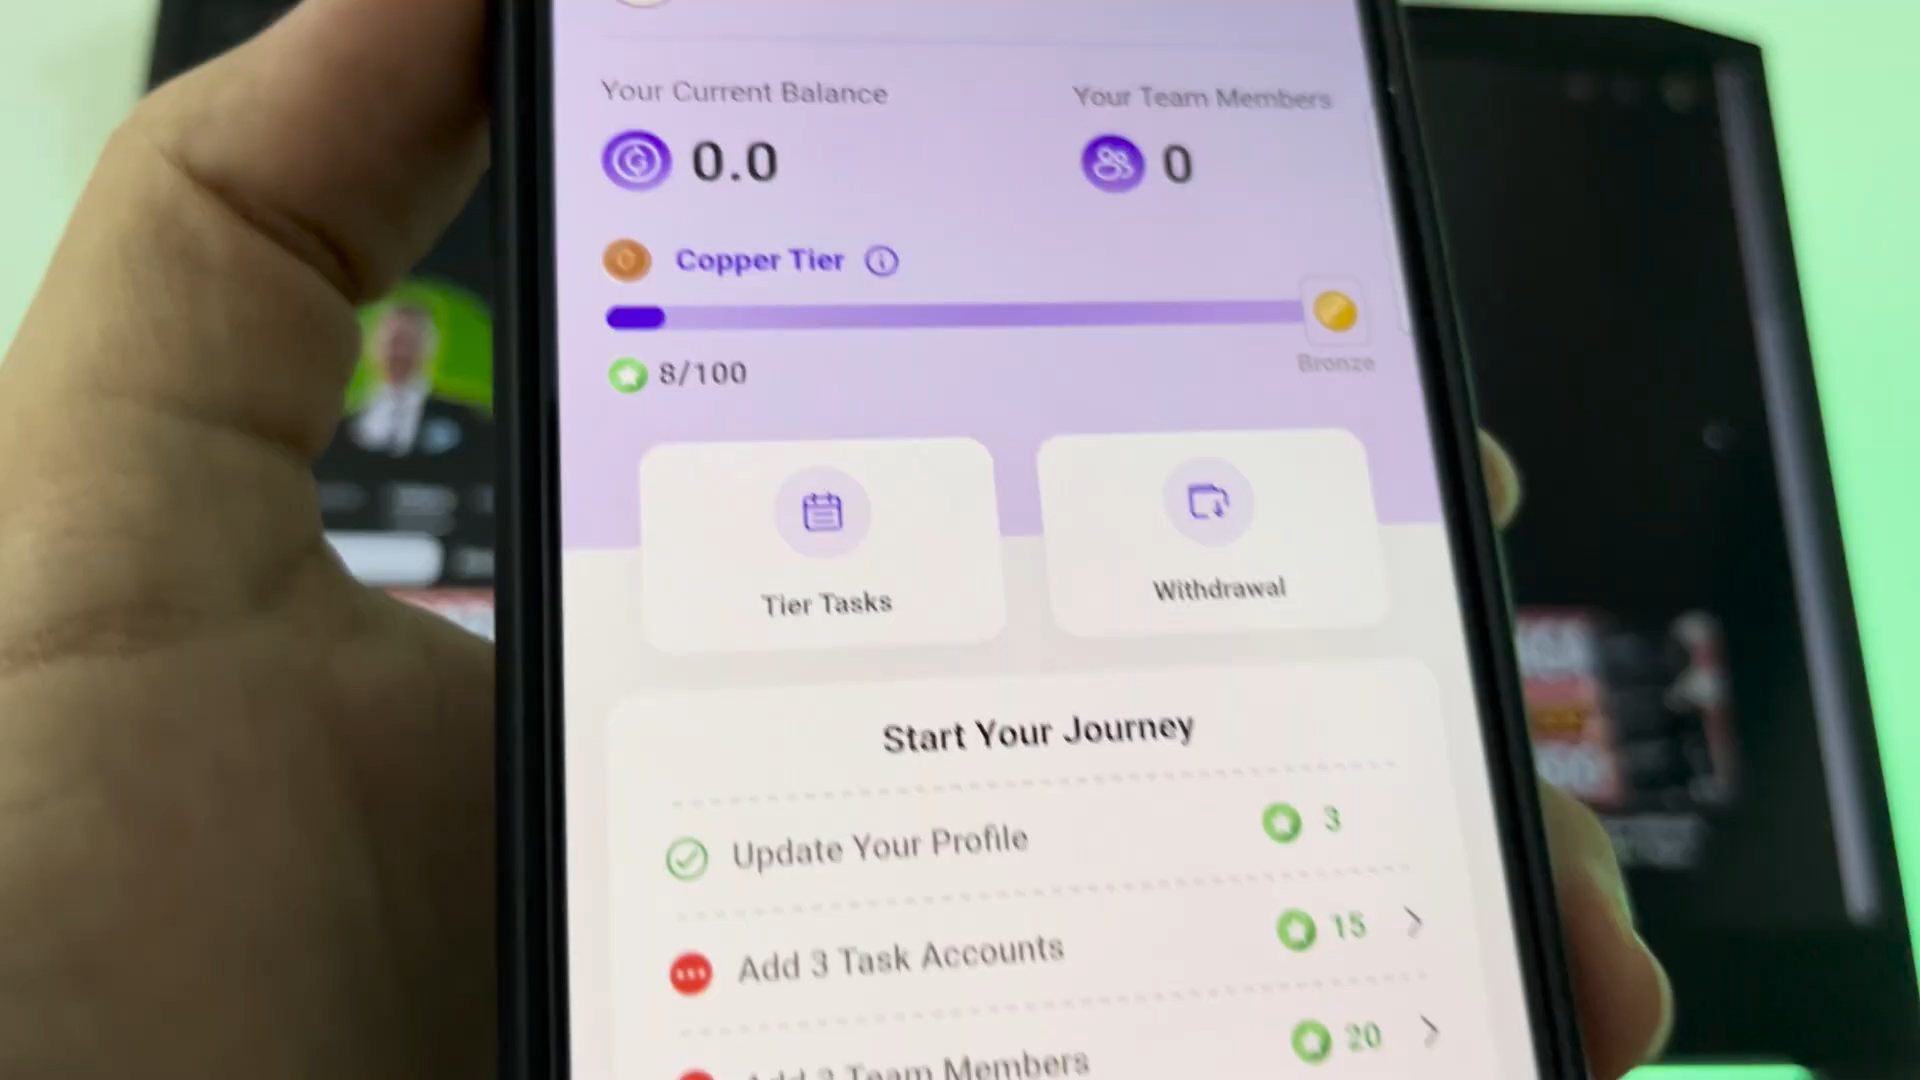 Your Current Balance
Your Team Members
0.0
0
Copper Tier
8/100
Bronze
Tier Tasks
Withdrawal
Start Your Journey
Update Your Profile
3
Add 3 Task Accounts
15
Add 3 Team Members
20